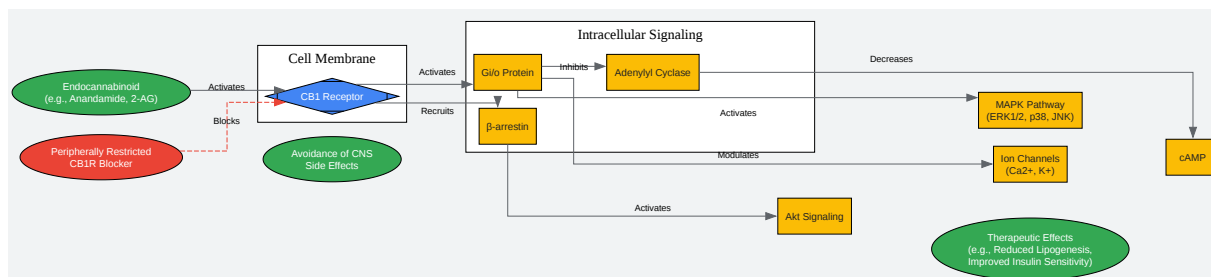 Intracellular Signaling
Cell Membrane
Endocannabinoid
(e.g., Anandamide, 2-AG)
Activates
CB1 Receptor
Activates
Gi/o Protein
Inhibits
Adenylyl Cyclase
Decreases
Blocks
Recruits
β-arrestin
Activates
MAPK Pathway
(ERK1/2, p38, JNK)
Peripherally Restricted
CB1R Blocker
Avoidance of CNS
Side Effects
Modulates
Ion Channels
(Ca2+, K+)
cAMP
Activates
Akt Signaling
Therapeutic Effects
(e.g., Reduced Lipogenesis,
Improved Insulin Sensitivity)